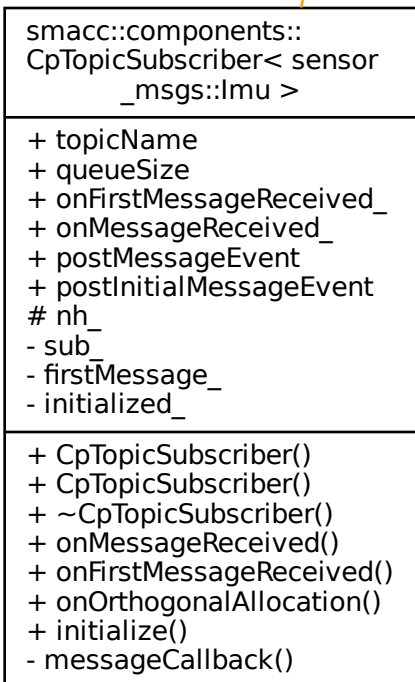 smacc::components::
CpTopicSubscriber< sensor
_msgs::Imu >
+ topicName
+ queueSize
+ onFirstMessageReceived_
+ onMessageReceived_
+ postMessageEvent
+ postInitialMessageEvent
# nh_
- sub_
- firstMessage_
- initialized_
+ CpTopicSubscriber()
+ CpTopicSubscriber()
+ ~CpTopicSubscriber()
+ onMessageReceived()
+ onFirstMessageReceived()
+ onOrthogonalAllocation()
+ initialize()
- messageCallback()